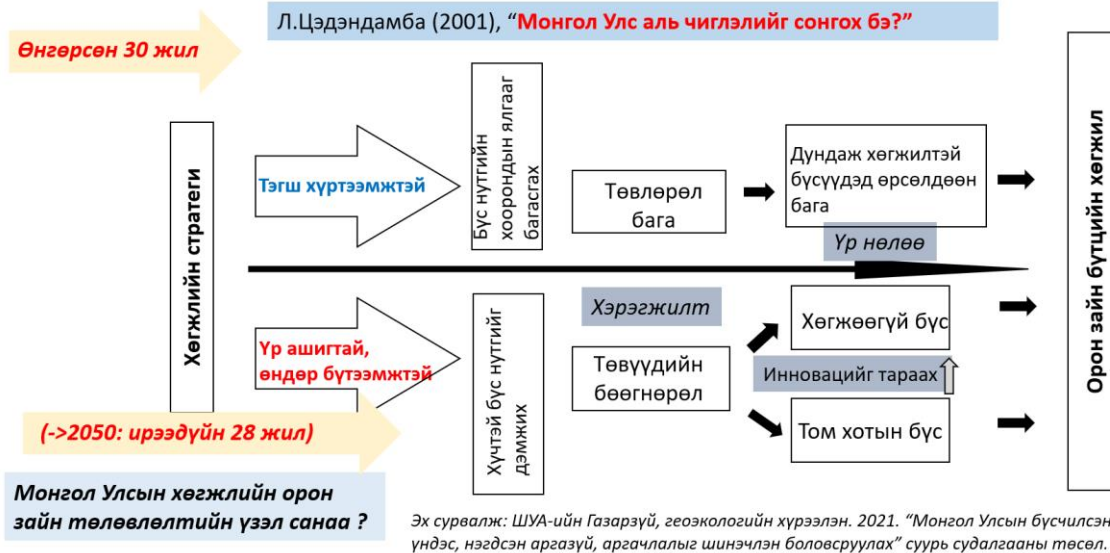 Л.Цэдэндамба (2001), “Монгол Улс аль чиглэлийг сонгох бэ?”
Өнгөрсөн 30 жил
Хөгжлийн стратеги
Тэгш хүртээмжтэй
Бүс нутгийн
хоорондын ялгааг
багасгах
Төвлөрөл
бага
Дундаж хөгжилтэй
бүсүүдэд өрсөлдөөн
бага
Үр нөлөө
Орон зайн бүтцийн хөгжил
Үр ашигтай,
өндөр бүтээмжтэй
Хүчтэй бүс нутгийг
дэмжих
Хэрэгжилт
Төвүүдийн
бөөгнөрөл
Хөгжөөгүй бүс
Инновацийг тараах
Том хотын бүс
(->2050: ирээдүйн 28 жил)
Монгол Улсын хөгжлийн орон
зайн төлөвлөлтийн үзэл санаа ?
Эх сурвалж: ШУА-ийн Газарзүй, геоэкологийн хүрээлэн. 2021. “Монгол Улсын бүсчилсэн
үндэс, нэгдсэн аргазүй, аргачлалыг шинэчлэн боловсруулах” суурь судалгааны төсөл.